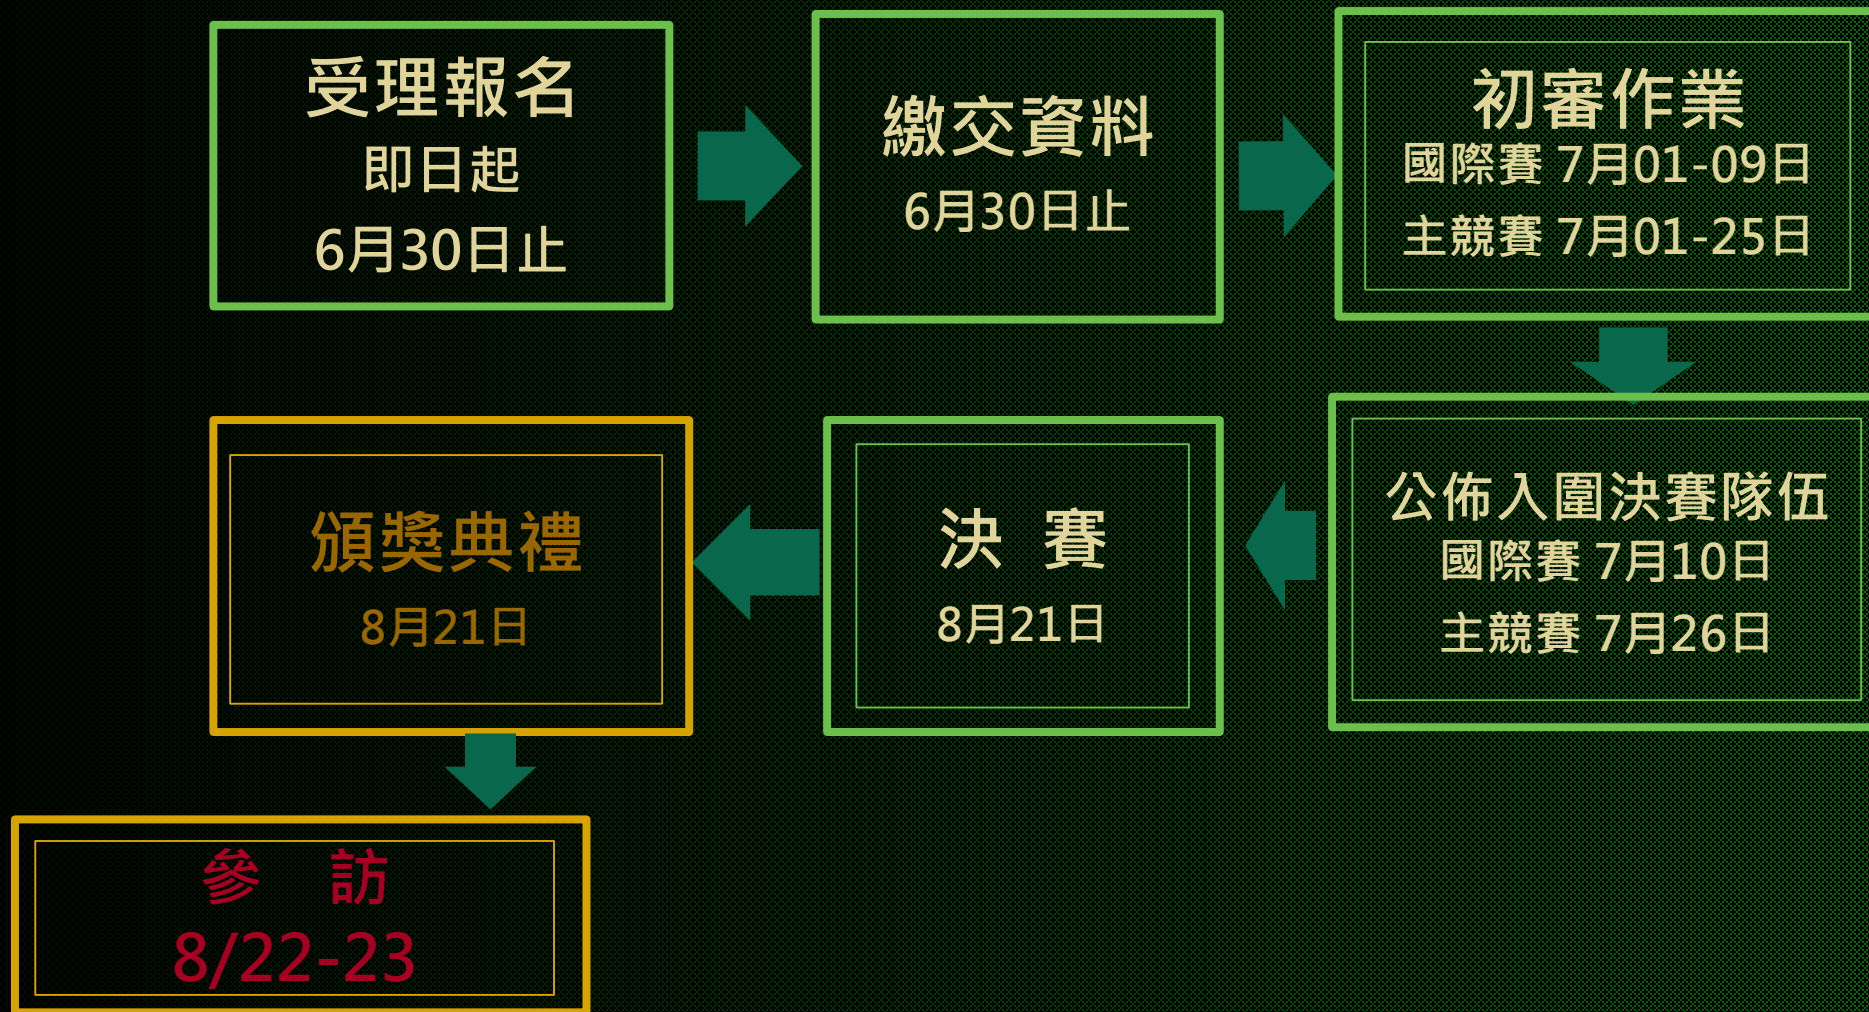 受理報名
即日起
6月30日止
繳交資料
6月30日止
初審作業
國際賽 7月01-09日
主競賽 7月01-25日
公佈入圍決賽隊伍
國際賽 7月10日
主競賽 7月26日
決 賽
8月21日
頒獎典禮
8月21日
參 訪
8/22-23